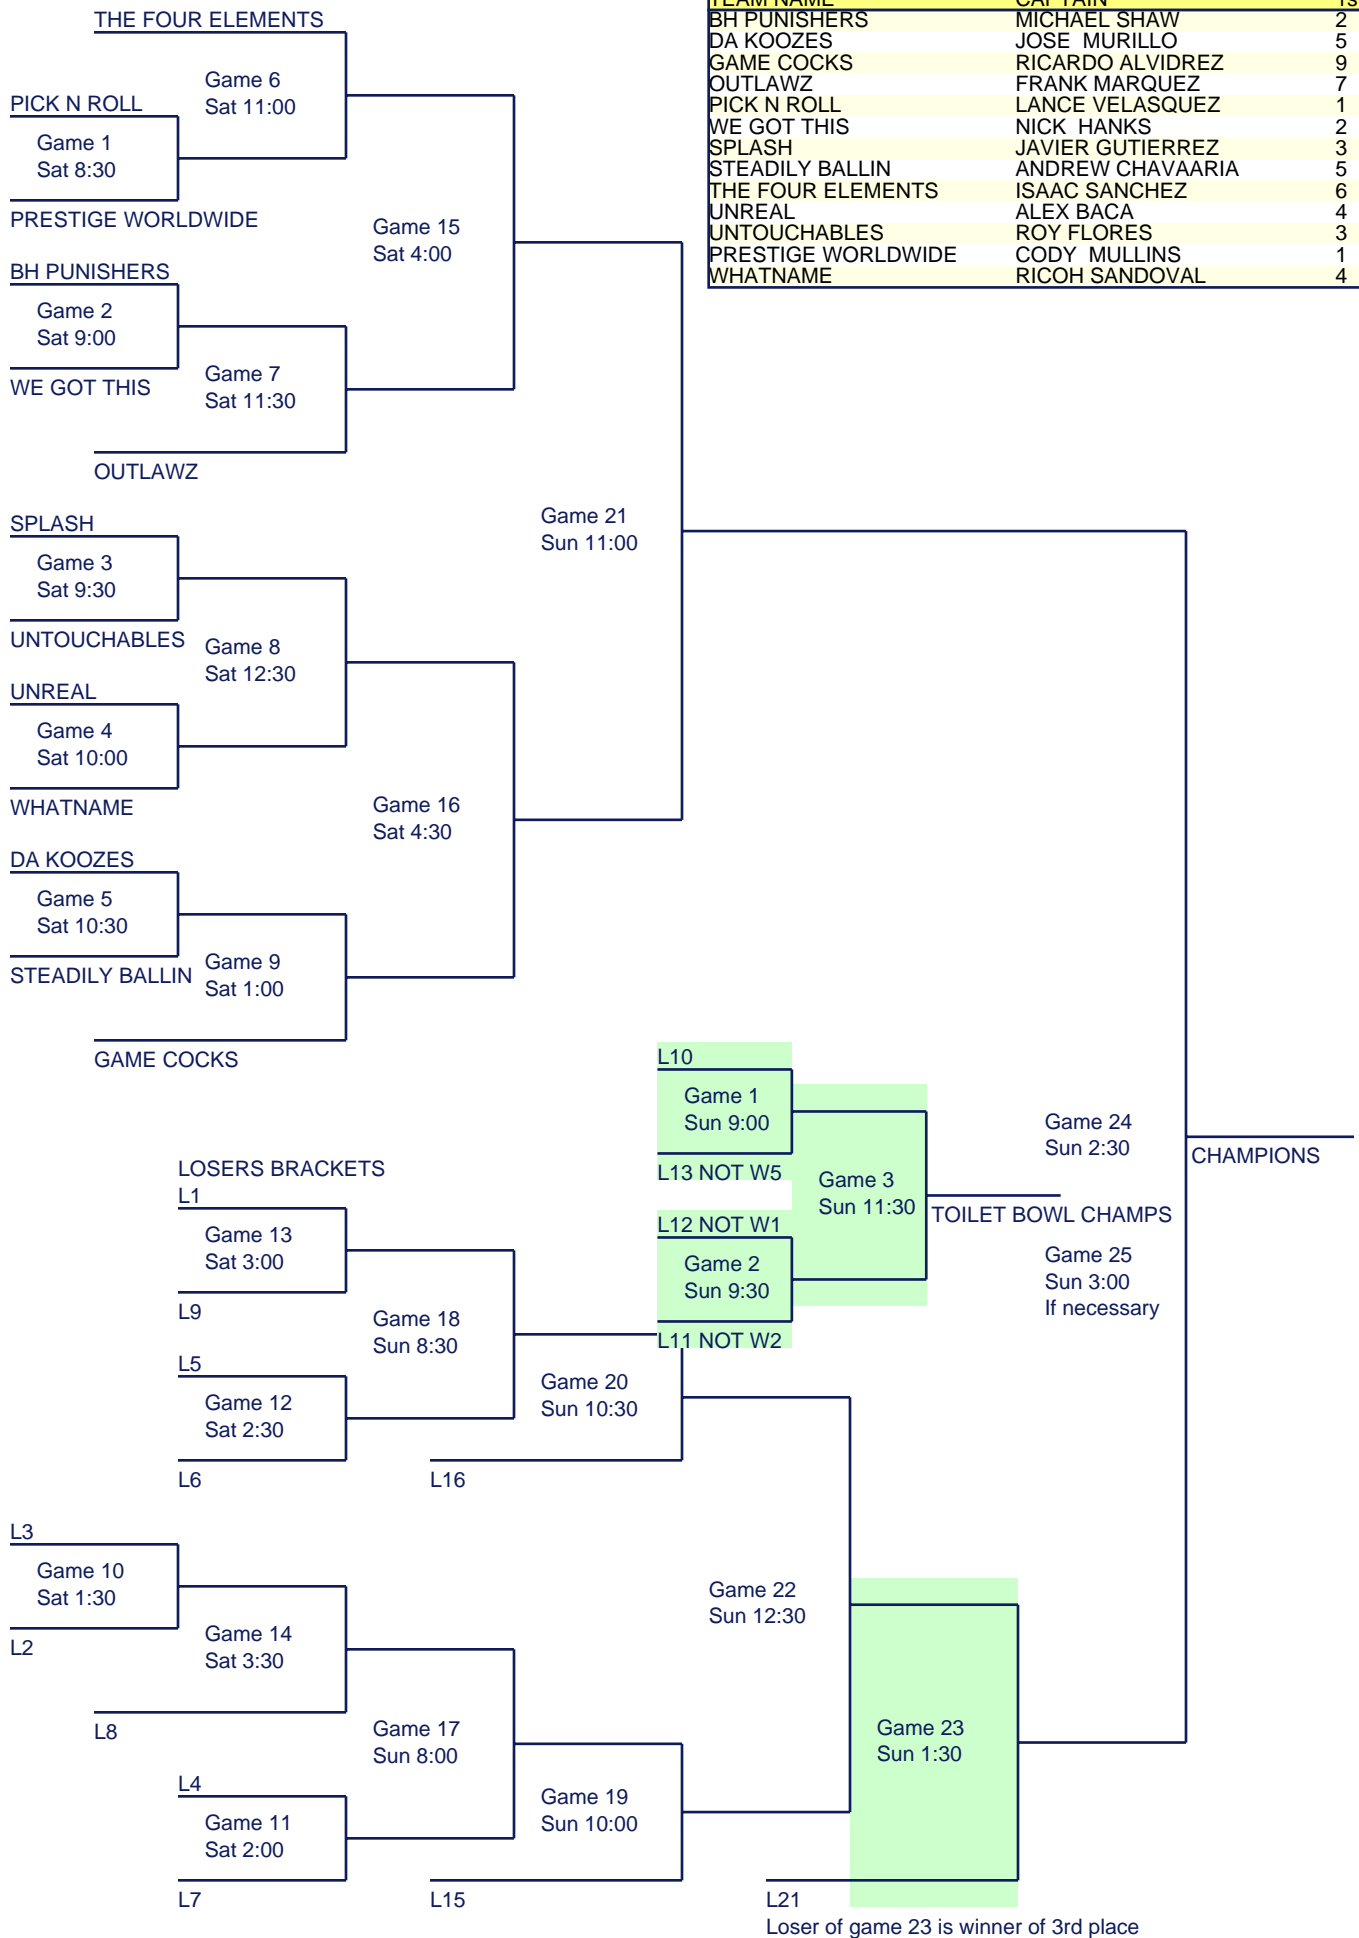 TEAM NAME CAPTAIN 1s
BH PUNISHERS MICHAEL SHAW 2
DA KOOZES JOSE MURILLO 5
GAME COCKS RICARDO ALVIDREZ 9
OUTLAWZ FRANK MARQUEZ 7
PICK N ROLL LANCE VELASQUEZ 1
WE GOT THIS NICK HANKS 2
SPLASH JAVIER GUTIERREZ 3
STEADILY BALLIN ANDREW CHAVAARIA 5
THE FOUR ELEMENTS ISAAC SANCHEZ 6
UNREAL ALEX BACA 4
UNTOUCHABLES ROY FLORES 3
PRESTIGE WORLDWIDE CODY MULLINS 1
WHATNAME RICOH SANDOVAL 4
THE FOUR ELEMENTS
Game 6
Sat 11:00
PICK N ROLL
Game 1
Sat 8:30
PRESTIGE WORLDWIDE
Game 15
Sat 4:00
BH PUNISHERS
Game 2
Sat 9:00
WE GOT THIS
Game 7
Sat 11:30
OUTLAWZ
SPLASH
Game 3
Sat 9:30
UNTOUCHABLES
Game 21
Sun 11:00
Game 8
Sat 12:30
UNREAL
Game 4
Sat 10:00
WHATNAME
Game 16
Sat 4:30
DA KOOZES
Game 5
Sat 10:30
STEADILY BALLIN
Game 9
Sat 1:00
GAME COCKS
L10
Game 1
Sun 9:00
L13 NOT W5
Game 3
Sun 11:30
L12 NOT W1
Game 2
Sun 9:30
L11 NOT W2
TOILET BOWL CHAMPS
Game 24
Sun 2:30
CHAMPIONS
Game 25
Sun 3:00
If necessary
LOSERS BRACKETS
L1
Game 13
Sat 3:00
L9
Game 18
Sun 8:30
L5
Game 12
Sat 2:30
L6
Game 20
Sun 10:30
L16
L3
Game 10
Sat 1:30
L2
Game 14
Sat 3:30
L8
Game 22
Sun 12:30
Game 17
Sun 8:00
L4
Game 11
Sat 2:00
L7
Game 19
Sun 10:00
L15
Game 23
Sun 1:30
L21
Loser of game 23 is winner of 3rd place